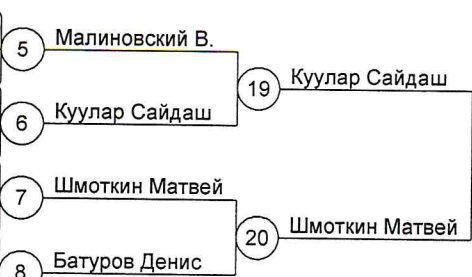 5 Малиновский В.
19 Куулар Сайдаш
6 Куулар Сайдаш
7 Шмоткин Матвей
20 Шмоткин Матвей
8 Батуров Денис